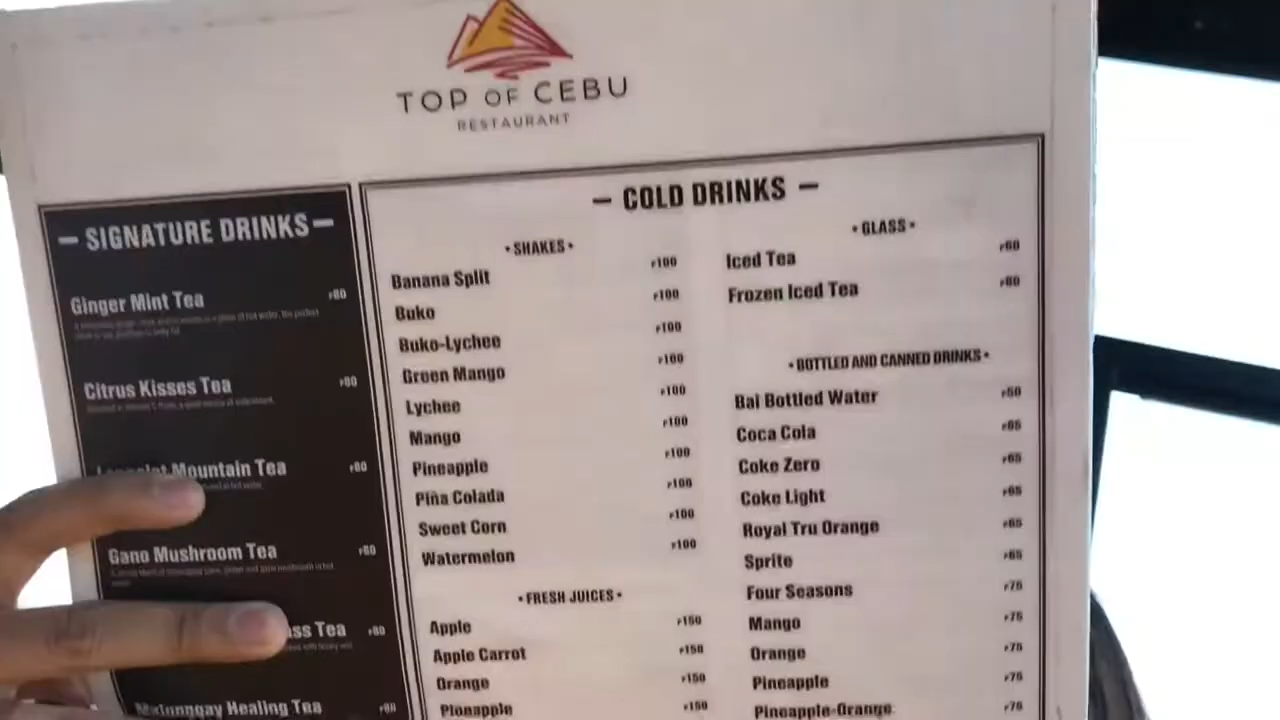 TOP OF CEBU
RESTAURANT
— SIGNATURE DRINKS —
Ginger Mint Tea ₱80
Citrus Kisses Tea ₱80
Mountain Tea ₱80
Gano Mushroom Tea ₱80
Tea ₱80
Malunggay Healing Tea ₱80
— COLD DRINKS —
• SHAKES •
Banana Split ₱100
Buko ₱100
Buko-Lychee ₱100
Green Mango ₱100
Lychee ₱100
Mango ₱100
Pineapple ₱100
Piña Colada ₱100
Sweet Corn ₱100
Watermelon ₱100
• FRESH JUICES •
Apple ₱150
Apple Carrot ₱150
Orange ₱150
Pineapple ₱150
• GLASS •
Iced Tea ₱60
Frozen Iced Tea ₱80
• BOTTLED AND CANNED DRINKS •
Bai Bottled Water ₱50
Coca Cola ₱65
Coke Zero ₱65
Coke Light ₱65
Royal Tru Orange ₱65
Sprite ₱65
Four Seasons ₱75
Mango ₱75
Orange ₱75
Pineapple ₱75
Pineapple-Orange ₱75